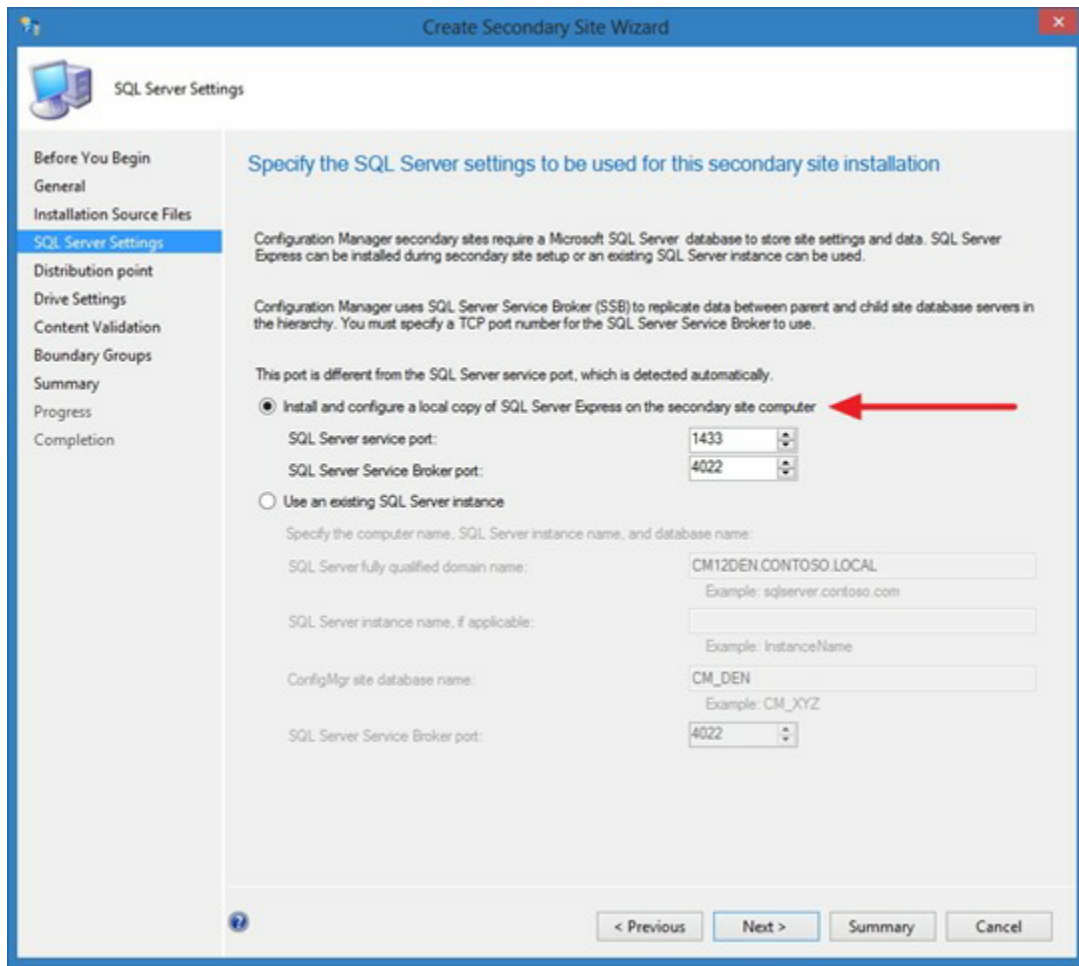 Create Secondary Site Wizard
SQL Server Settings
Before You Begin
General
Installation Source Files
SQL Server Settings
Distribution point
Drive Settings
Content Validation
Boundary Groups
Summary
Progress
Completion
Specify the SQL Server settings to be used for this secondary site installation
Configuration Manager secondary sites require a Microsoft SQL Server database to store site settings and data. SQL Server
Express can be installed during secondary site setup or an existing SQL Server instance can be used.
Configuration Manager uses SQL Server Service Broker (SSB) to replicate data between parent and child site database servers in
the hierarchy. You must specify a TCP port number for the SQL Server Service Broker to use.
This port is different from the SQL Server service port, which is detected automatically.
Install and configure a local copy of SQL Server Express on the secondary site computer
SQL Server service port: 1433
SQL Server Service Broker port: 4022
Use an existing SQL Server instance
Specify the computer name, SQL Server instance name, and database name:
SQL Server fully qualified domain name: CM12DEN.CONTOSO.LOCAL
Example: sqlserver.contoso.com
SQL Server instance name, if applicable:
Example: InstanceName
ConfigMgr site database name: CM_DEN
Example: CM_XYZ
SQL Server Service Broker port: 4022
< Previous Next > Summary Cancel